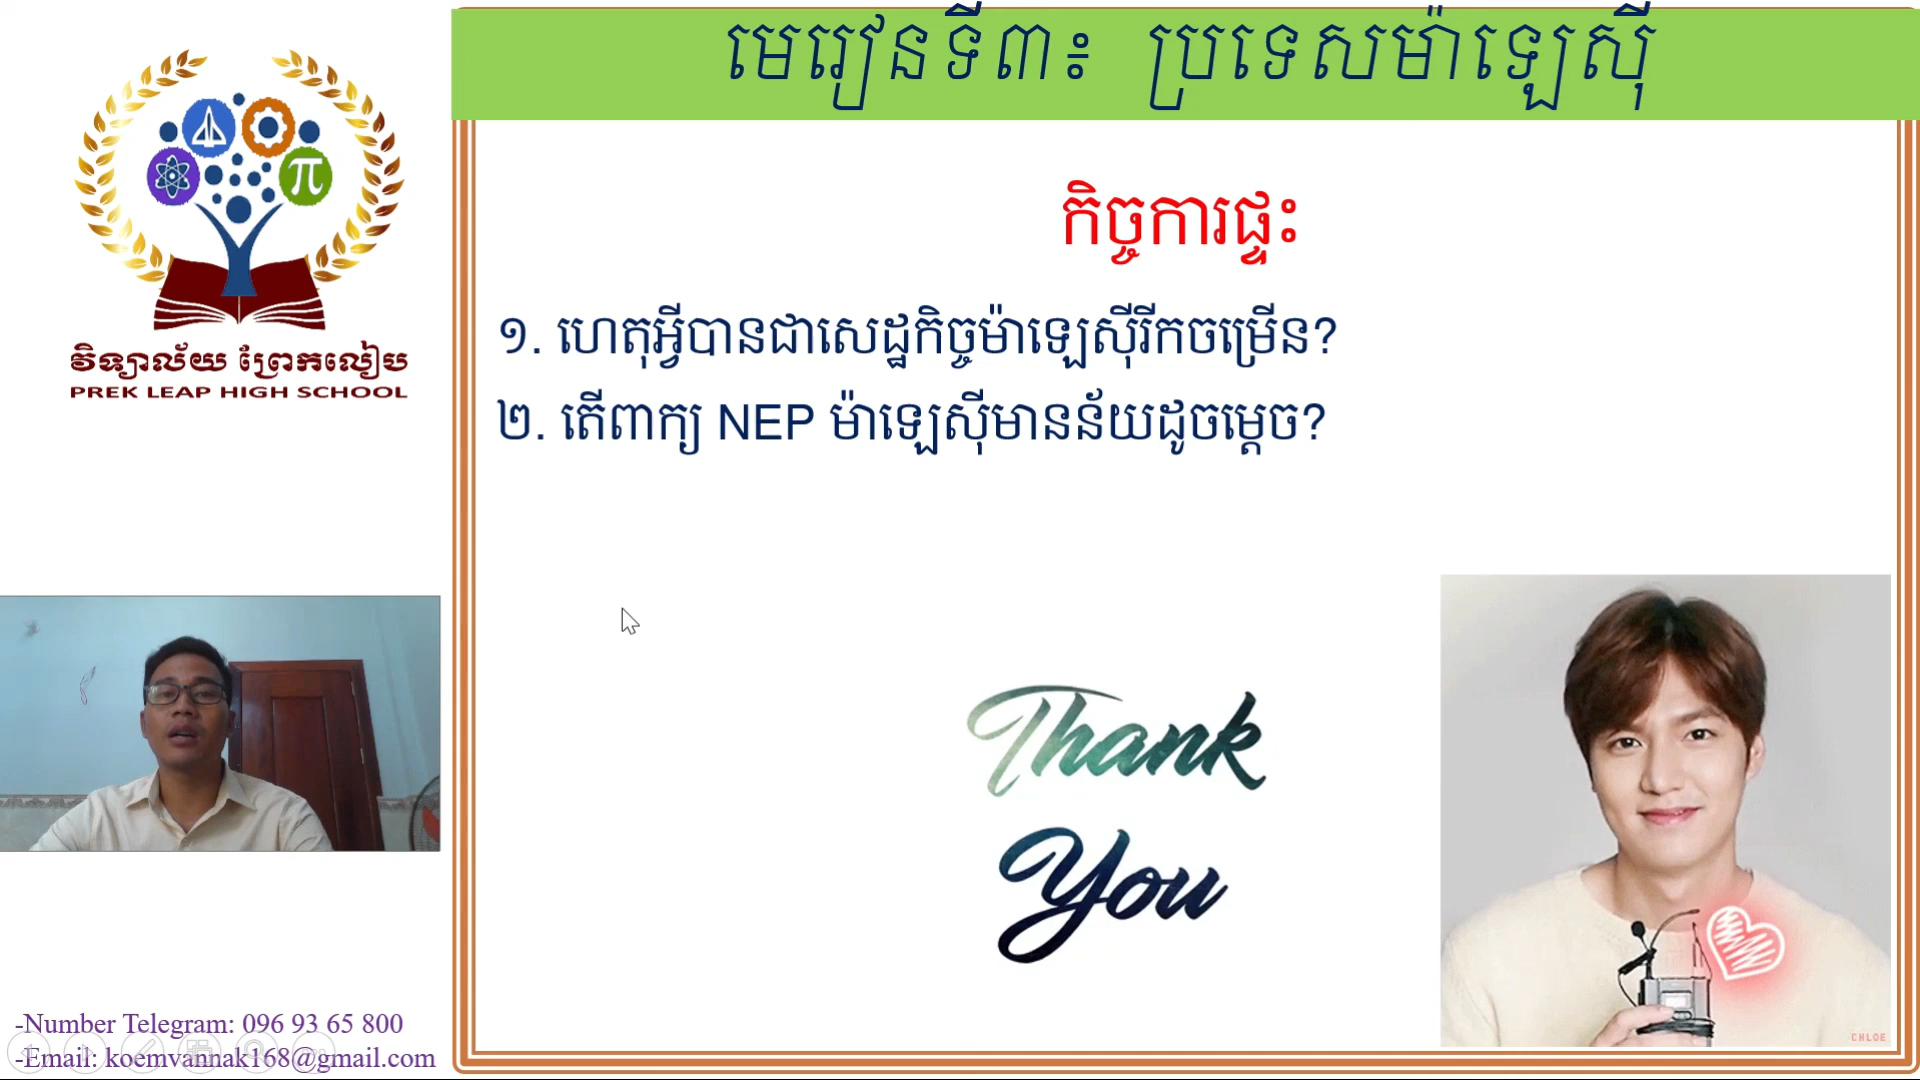 មេរៀនទី៣៖ ប្រទេសម៉ាឡេស៊ី
វិទ្យាល័យ ព្រែកលៀប
PREK LEAP HIGH SCHOOL
កិច្ចការផ្ទះ
១. ហេតុអ្វីបានជាសេដ្ឋកិច្ចម៉ាឡេស៊ីរីកចម្រើន?
២. តើពាក្យ NEP ម៉ាឡេស៊ីមានន័យដូចម្តេច?
Thank
You
CHLOE
-Number Telegram: 096 93 65 800
-Email: koemvannak168@gmail.com